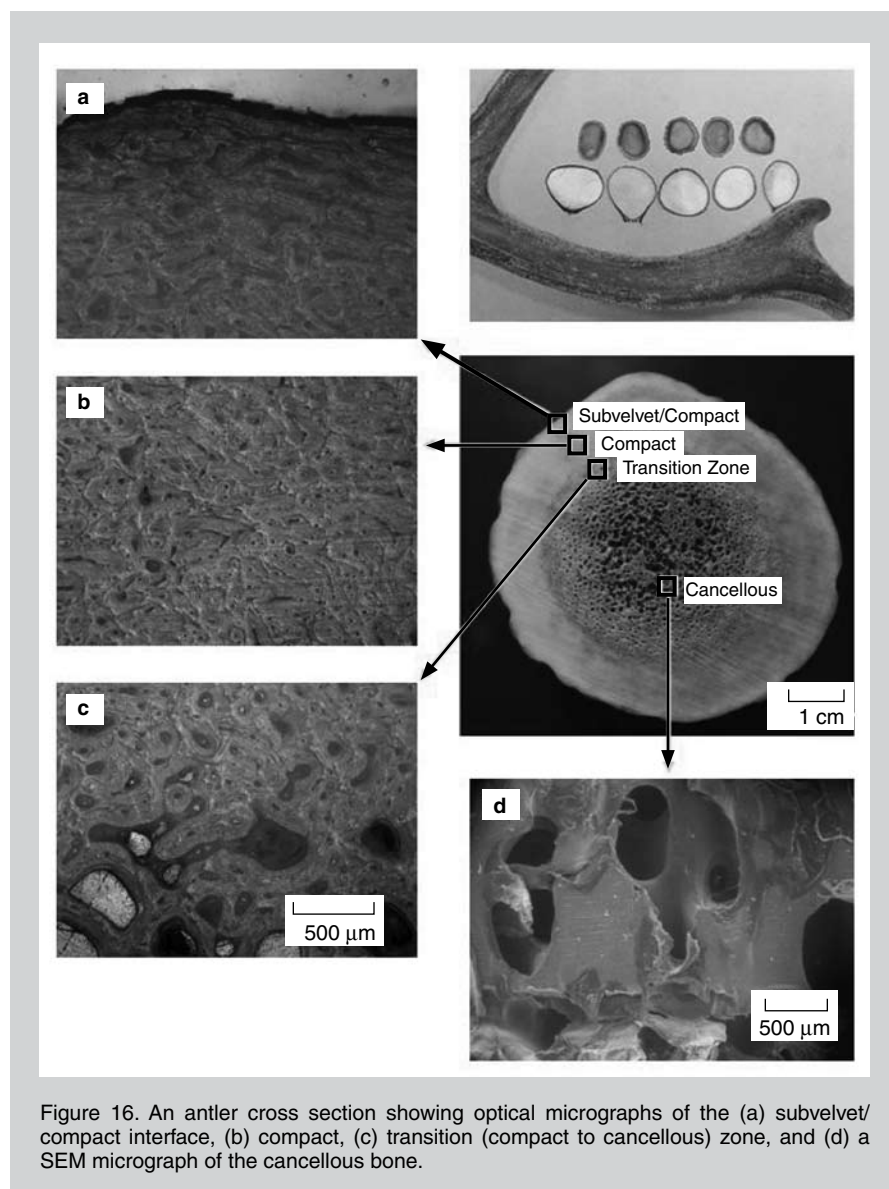 a
Subvelvet/Compact
b
Compact
Transition Zone
Cancellous
1 cm
c
500 μm
d
500 μm
Figure 16. An antler cross section showing optical micrographs of the (a) subvelvet/
compact interface, (b) compact, (c) transition (compact to cancellous) zone, and (d) a
SEM micrograph of the cancellous bone.